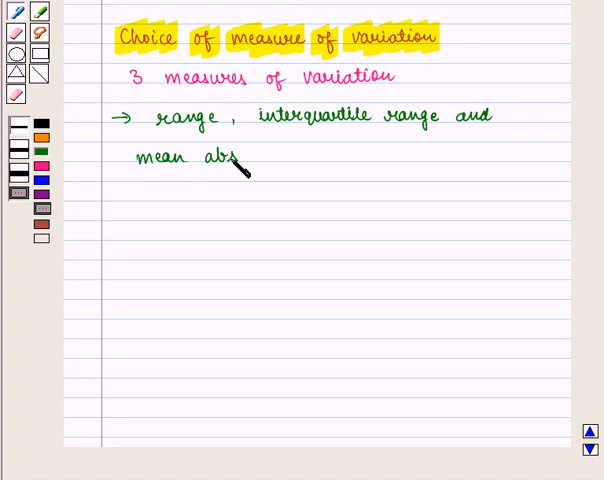 Choice of measure of variation
3 measures of variation
→ range, interquartile range and
mean abs